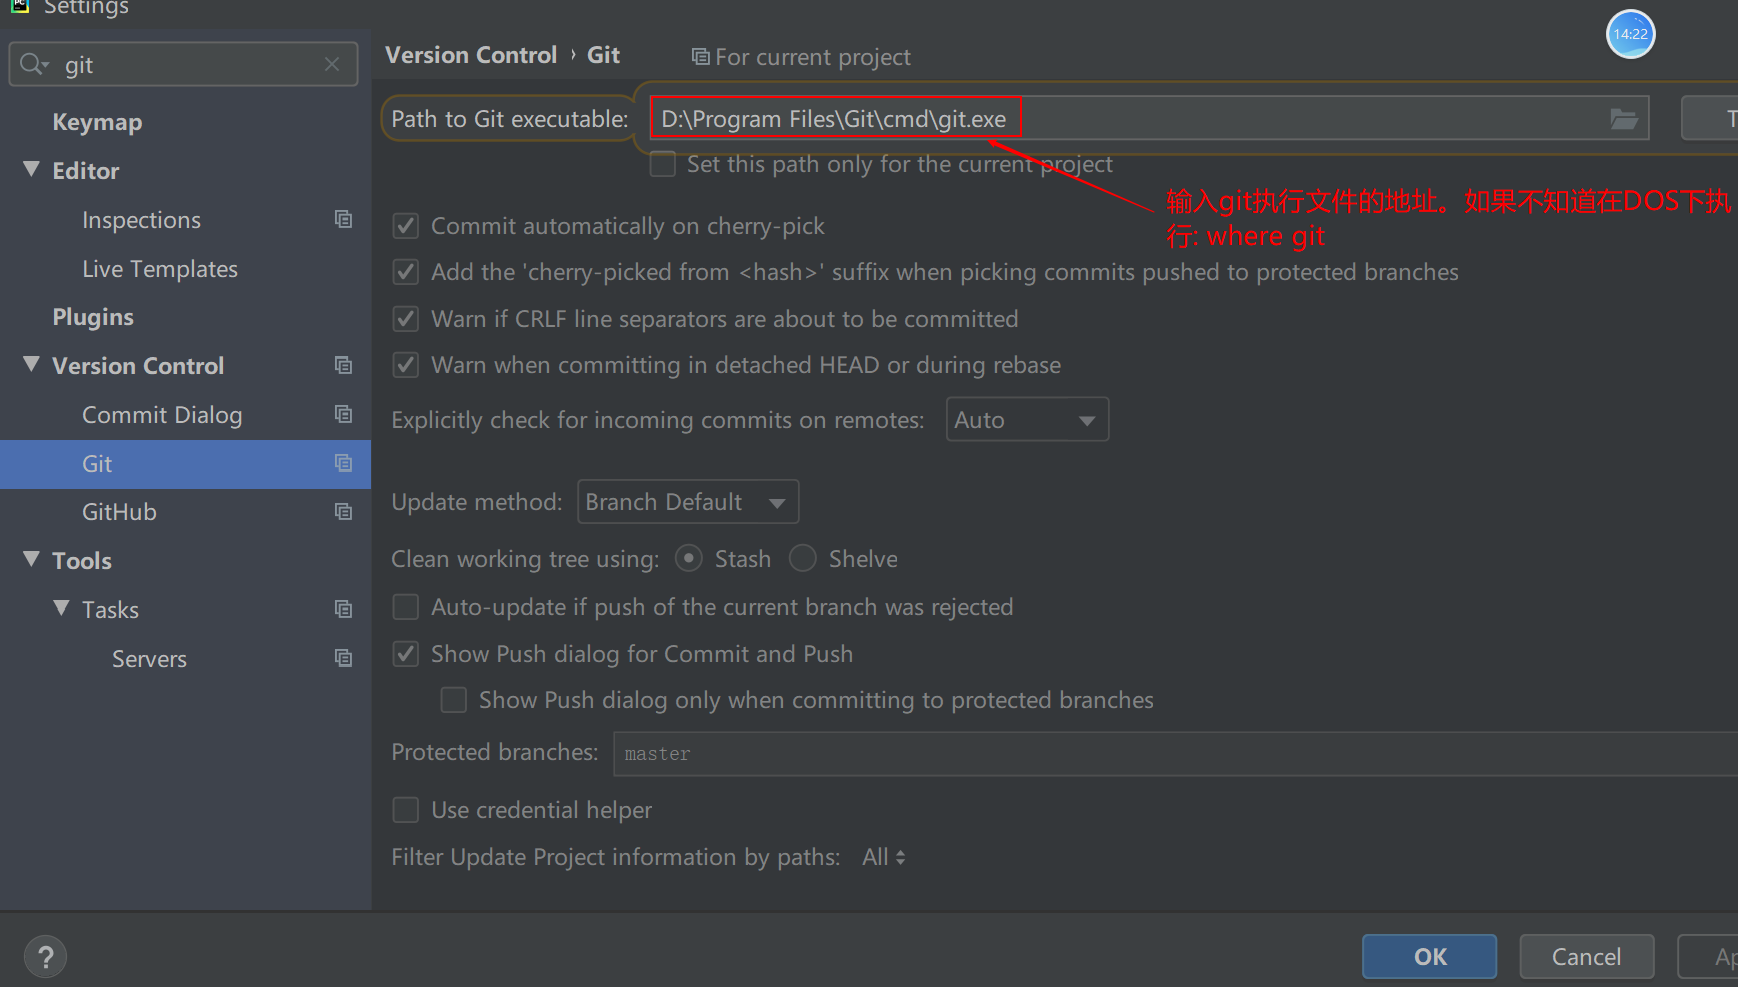 Settings
git
Version Control › Git
For current project
14:22
Keymap
Path to Git executable:
D:\Program Files\Git\cmd\git.exe
Set this path only for the current project
输入git执行文件的地址。如果不知道在DOS下执
行: where git
Editor
Inspections
Live Templates
Plugins
Version Control
Commit Dialog
Git
GitHub
Tools
Tasks
Servers
Commit automatically on cherry-pick
Add the 'cherry-picked from <hash>' suffix when picking commits pushed to protected branches
Warn if CRLF line separators are about to be committed
Warn when committing in detached HEAD or during rebase
Explicitly check for incoming commits on remotes: Auto
Update method: Branch Default
Clean working tree using: Stash Shelve
Auto-update if push of the current branch was rejected
Show Push dialog for Commit and Push
Show Push dialog only when committing to protected branches
Protected branches: master
Use credential helper
Filter Update Project information by paths: All
?
OK
Cancel